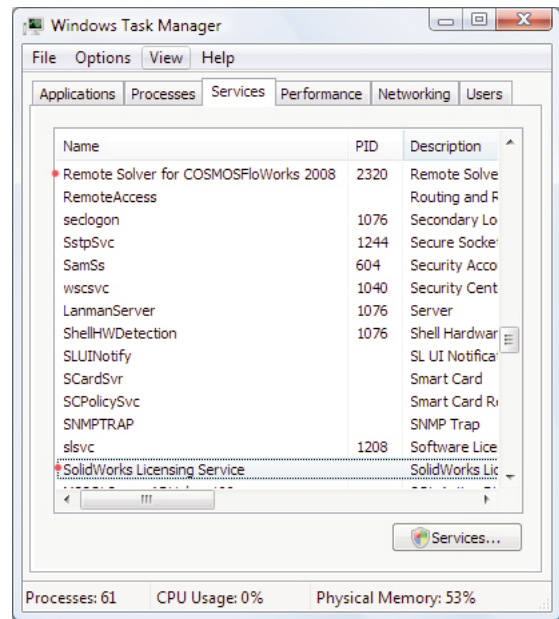 Windows Task Manager
File Options View Help
Applications Processes Services Performance Networking Users
Name PID Description
Remote Solver for COSMOSFloWorks 2008 2320 Remote Solve
RemoteAccess Routing and R
seclogon 1076 Secondary Lo
SstpSvc 1244 Secure Socke
SamSs 604 Security Acco
wscsvc 1040 Security Cent
LanmanServer 1076 Server
ShellHWDetection 1076 Shell Hardwar
SLUINotify SL UI Notifica
SCardSvr Smart Card
SCPolicySvc Smart Card R
SNMPTRAP SNMP Trap
slsvc 1208 Software Lice
SolidWorks Licensing Service SolidWorks Lic
Services...
Processes: 61 CPU Usage: 0% Physical Memory: 53%